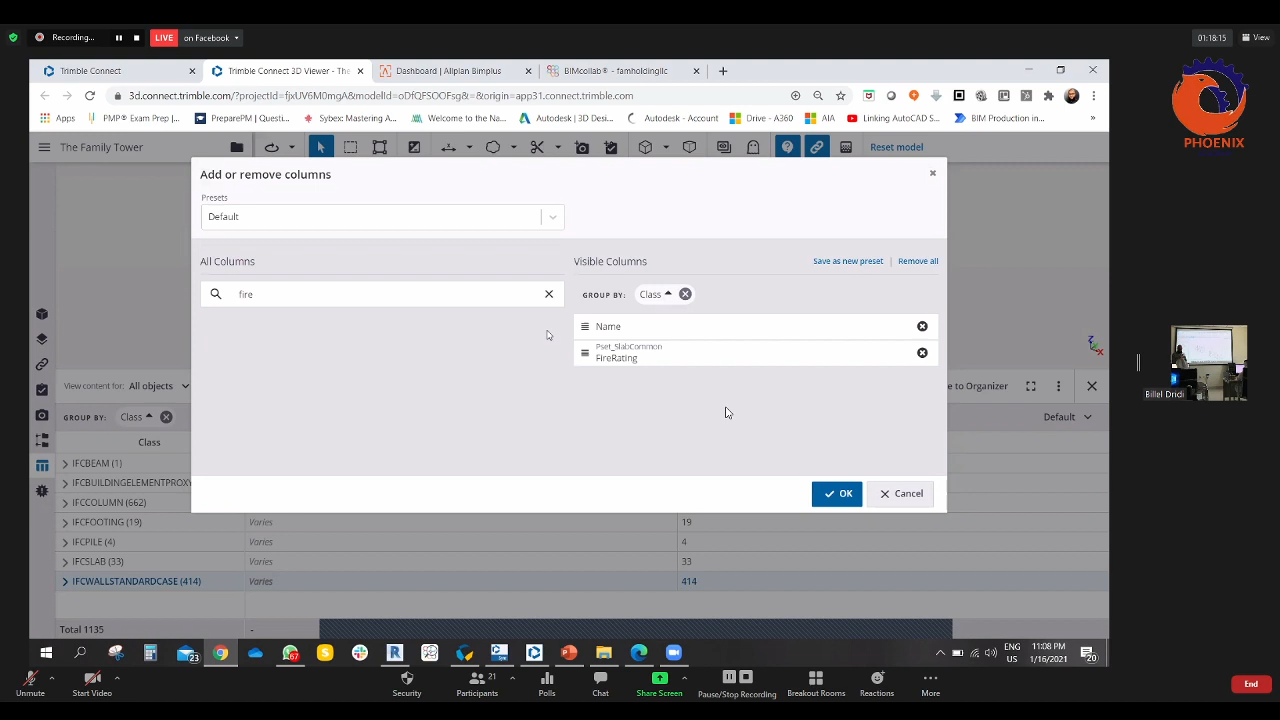 Recording...
LIVE
on Facebook
01:18:15
View
Trimble Connect
Trimble Connect 3D Viewer - The
Dashboard | Allplan Bimplus
BIMcollab® - famholdingllc
3d.connect.trimble.com/?projectId=fjxUV6M0mgA&modelId=oDfQFSOOFsg&=&origin=app31.connect.trimble.com
Apps
PMP® Exam Prep |...
PreparePM | Questi...
Sybex: Mastering A...
Welcome to the Na...
Autodesk | 3D Desi...
Autodesk - Account
Drive - A360
AIA
Linking AutoCAD S...
BIM Production in...
PHOENIX
The Family Tower
Reset model
Add or remove columns
Presets
Default
All Columns
Visible Columns
Save as new preset
Remove all
fire
GROUP BY:
Class
Name
Pset_SlabCommon
FireRating
View content for:
All objects
e to Organizer
GROUP BY:
Class
Default
Class
IFCBEAM (1)
IFCBUILDINGELEMENTPROXY
IFCCOLUMN (662)
OK
Cancel
IFCFOOTING (19)
Varies
19
IFCPILE (4)
Varies
4
IFCSLAB (33)
Varies
33
IFCWALLSTANDARDCASE (414)
Varies
414
Total 1135
-
Billel Dridi
23
67
ENG
US
11:08 PM
1/16/2021
20
Unmute
Start Video
Security
Participants
21
Polls
Chat
Share Screen
Pause/Stop Recording
Breakout Rooms
Reactions
More
End